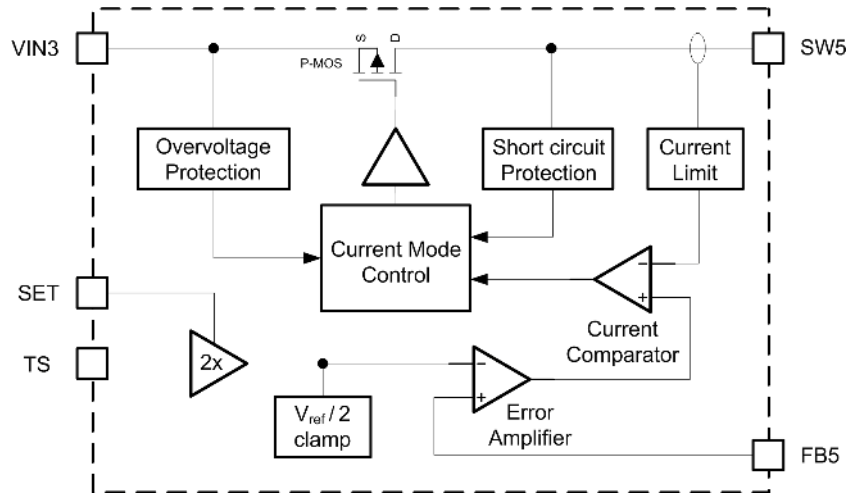 VIN3
S
D
SW5
P-MOS
Overvoltage
Protection
Short circuit
Protection
Current
Limit
Current Mode
Control
SET
−
+
Current
Comparator
TS
2x
−
+
Vref / 2
clamp
Error
Amplifier
FB5